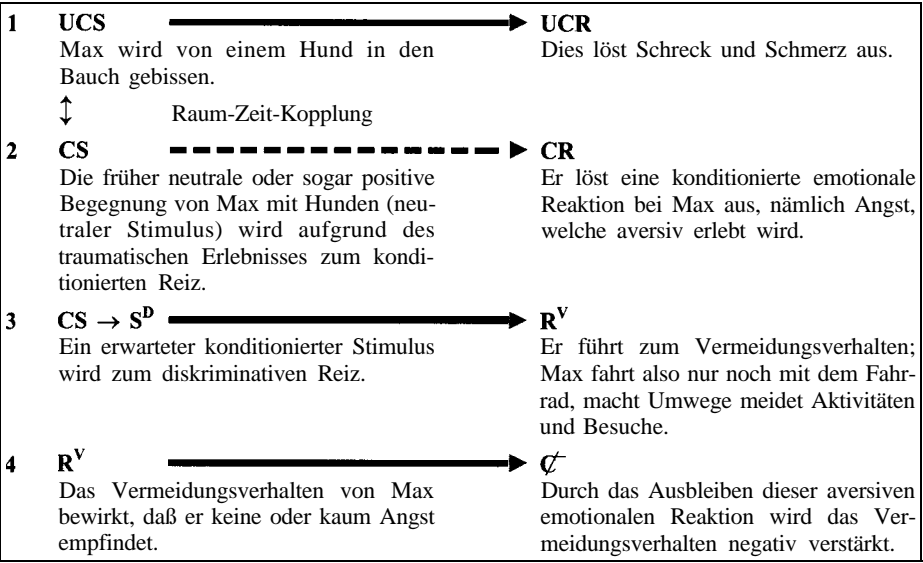 1 UCS UCR
Max wird von einem Hund in den
Bauch gebissen.
Dies löst Schreck und Schmerz aus.
↕ Raum-Zeit-Kopplung
2 CS CR
Die früher neutrale oder sogar positive
Begegnung von Max mit Hunden (neu-
traler Stimulus) wird aufgrund des
traumatischen Erlebnisses zum kondi-
tionierten Reiz.
Er löst eine konditionierte emotionale
Reaktion bei Max aus, nämlich Angst,
welche aversiv erlebt wird.
3 CS → S^D R^V
Ein erwarteter konditionierter Stimulus
wird zum diskriminativen Reiz.
Er führt zum Vermeidungsverhalten;
Max fahrt also nur noch mit dem Fahr-
rad, macht Umwege meidet Aktivitäten
und Besuche.
4 R^V ₵̸⁻
Das Vermeidungsverhalten von Max
bewirkt, daß er keine oder kaum Angst
empfindet.
Durch das Ausbleiben dieser aversiven
emotionalen Reaktion wird das Ver-
meidungsverhalten negativ verstärkt.